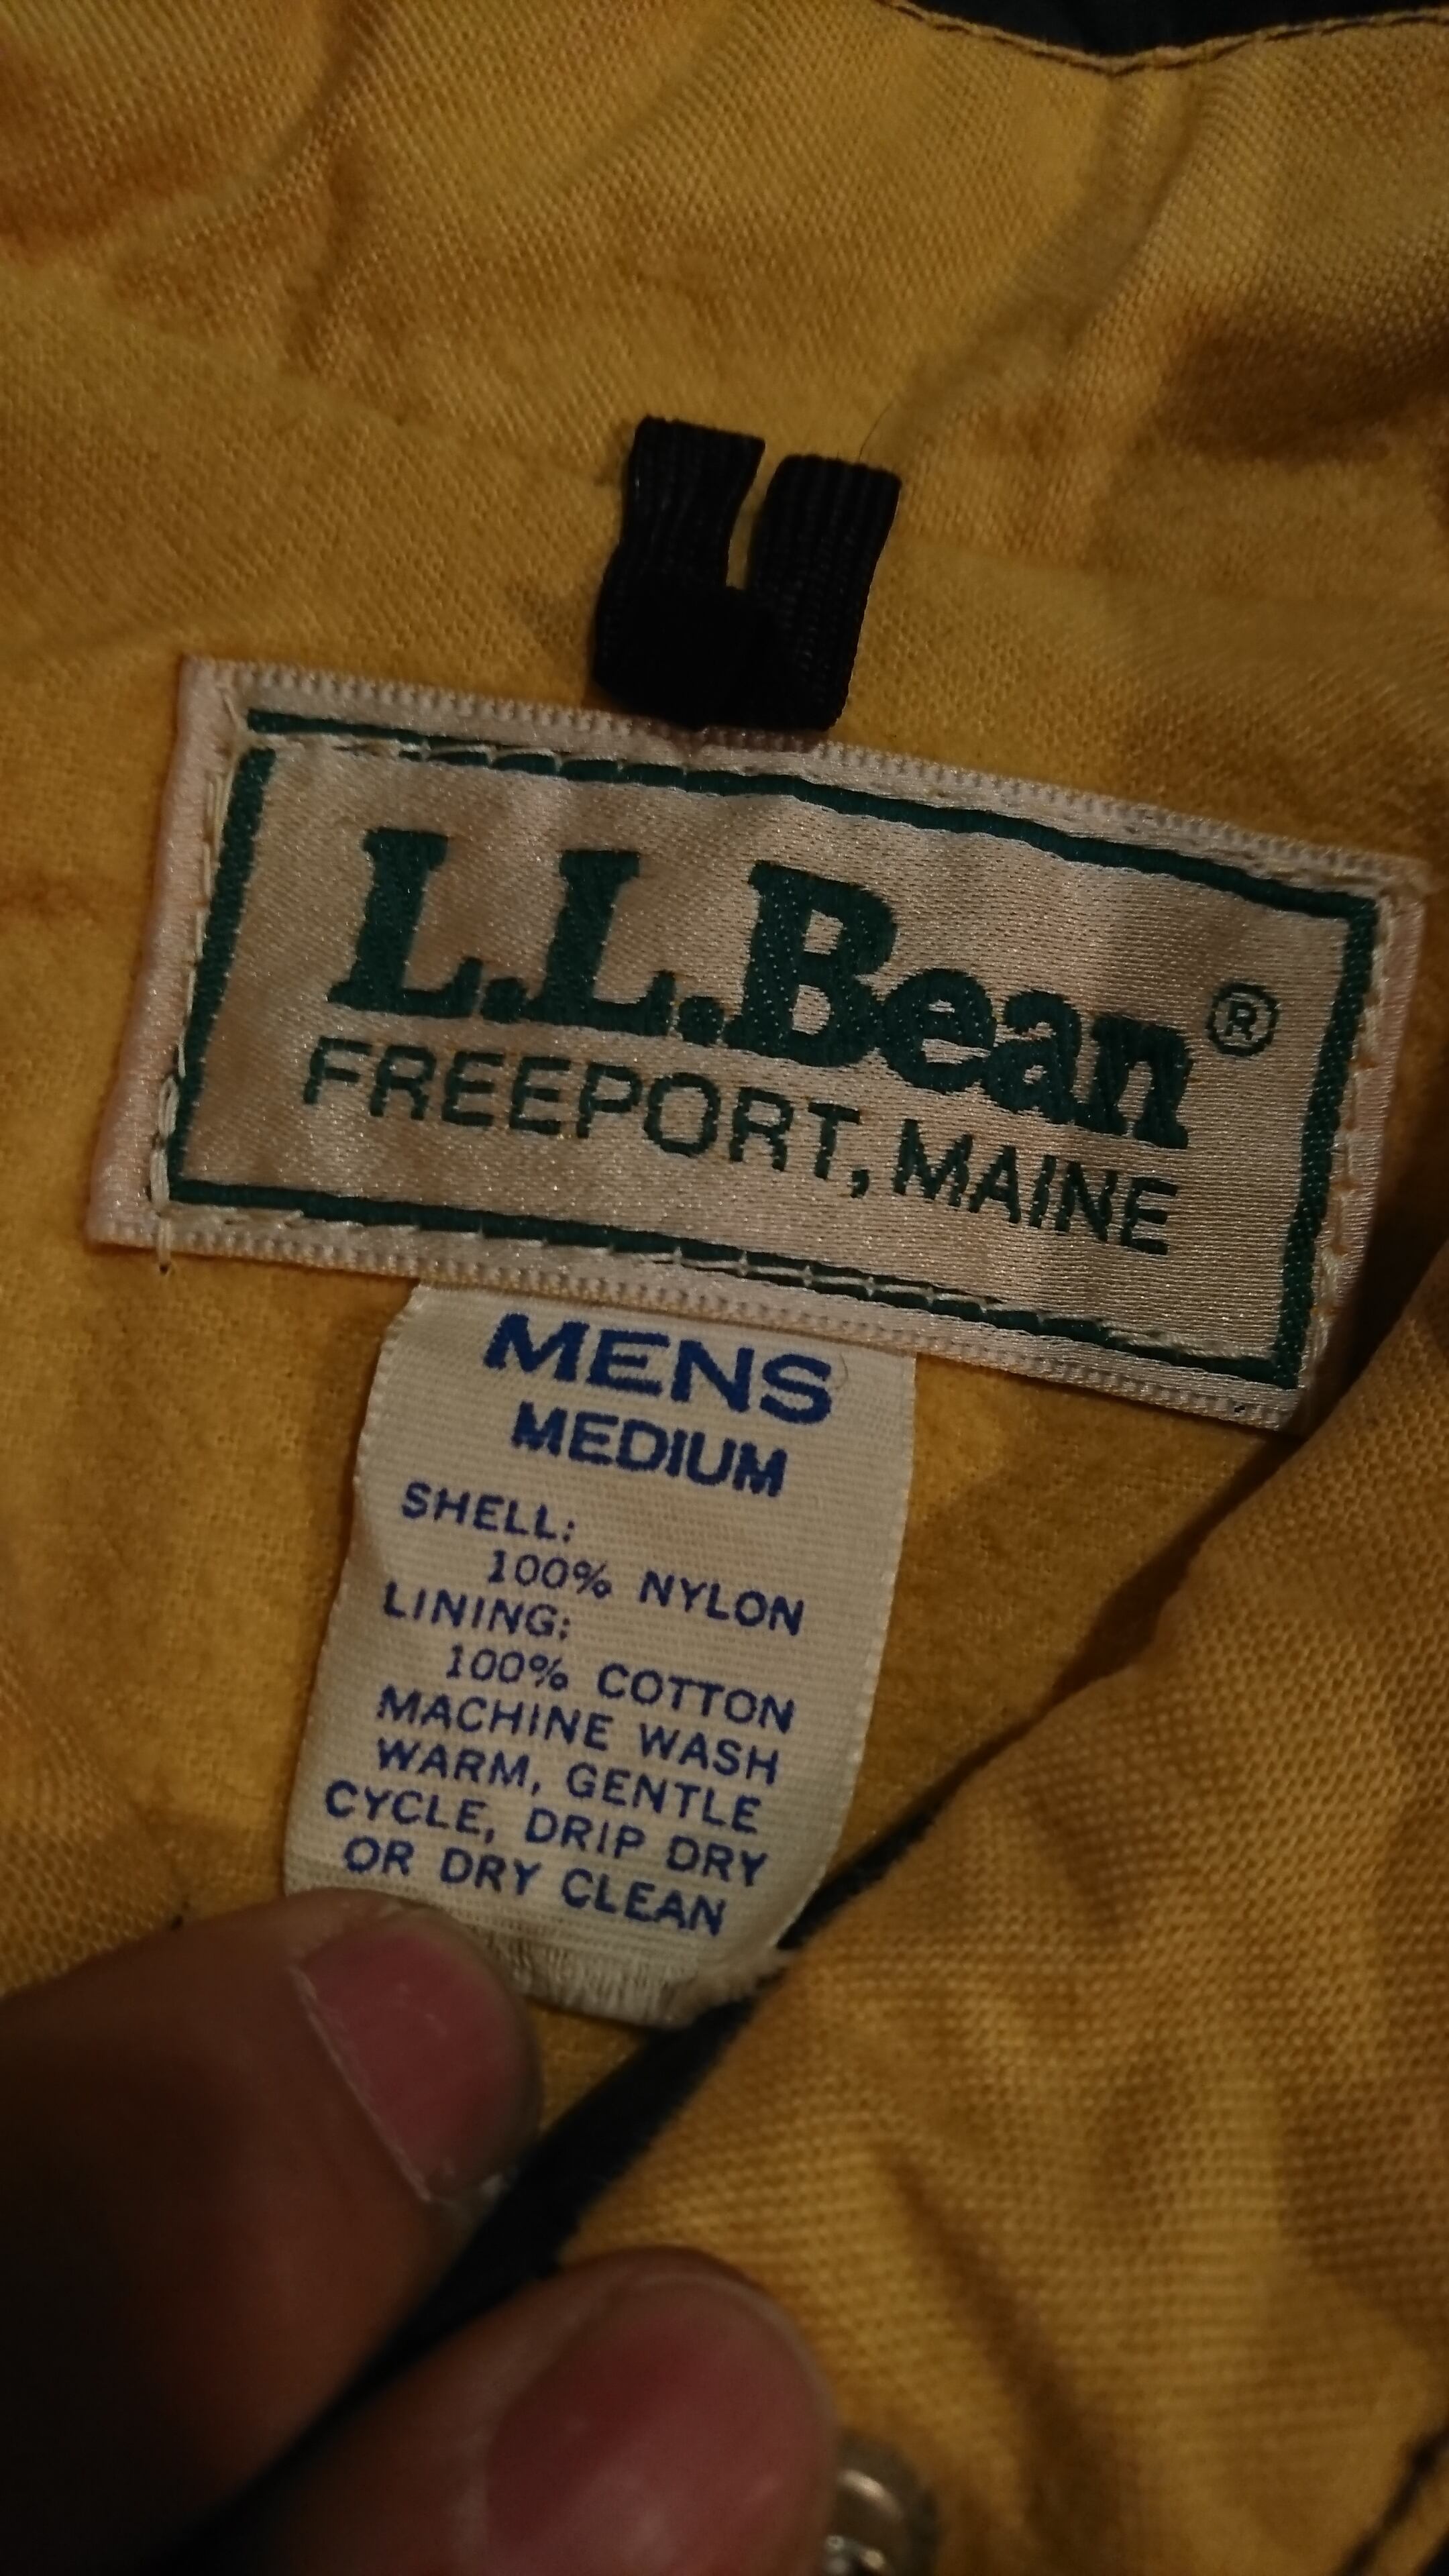 L.L.Bean®
FREEPORT, MAINE
MENS
MEDIUM
SHELL:
100% NYLON
LINING:
100% COTTON
MACHINE WASH
WARM, GENTLE
CYCLE, DRIP DRY
OR DRY CLEAN